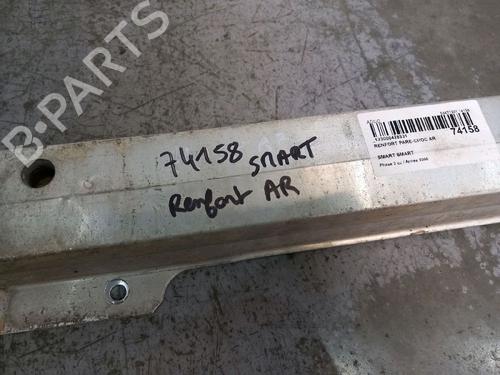 B-PARTS
74158 SMART
Renfort AR
74158
RENFORT PARE-CHOC AR
SMART SMART